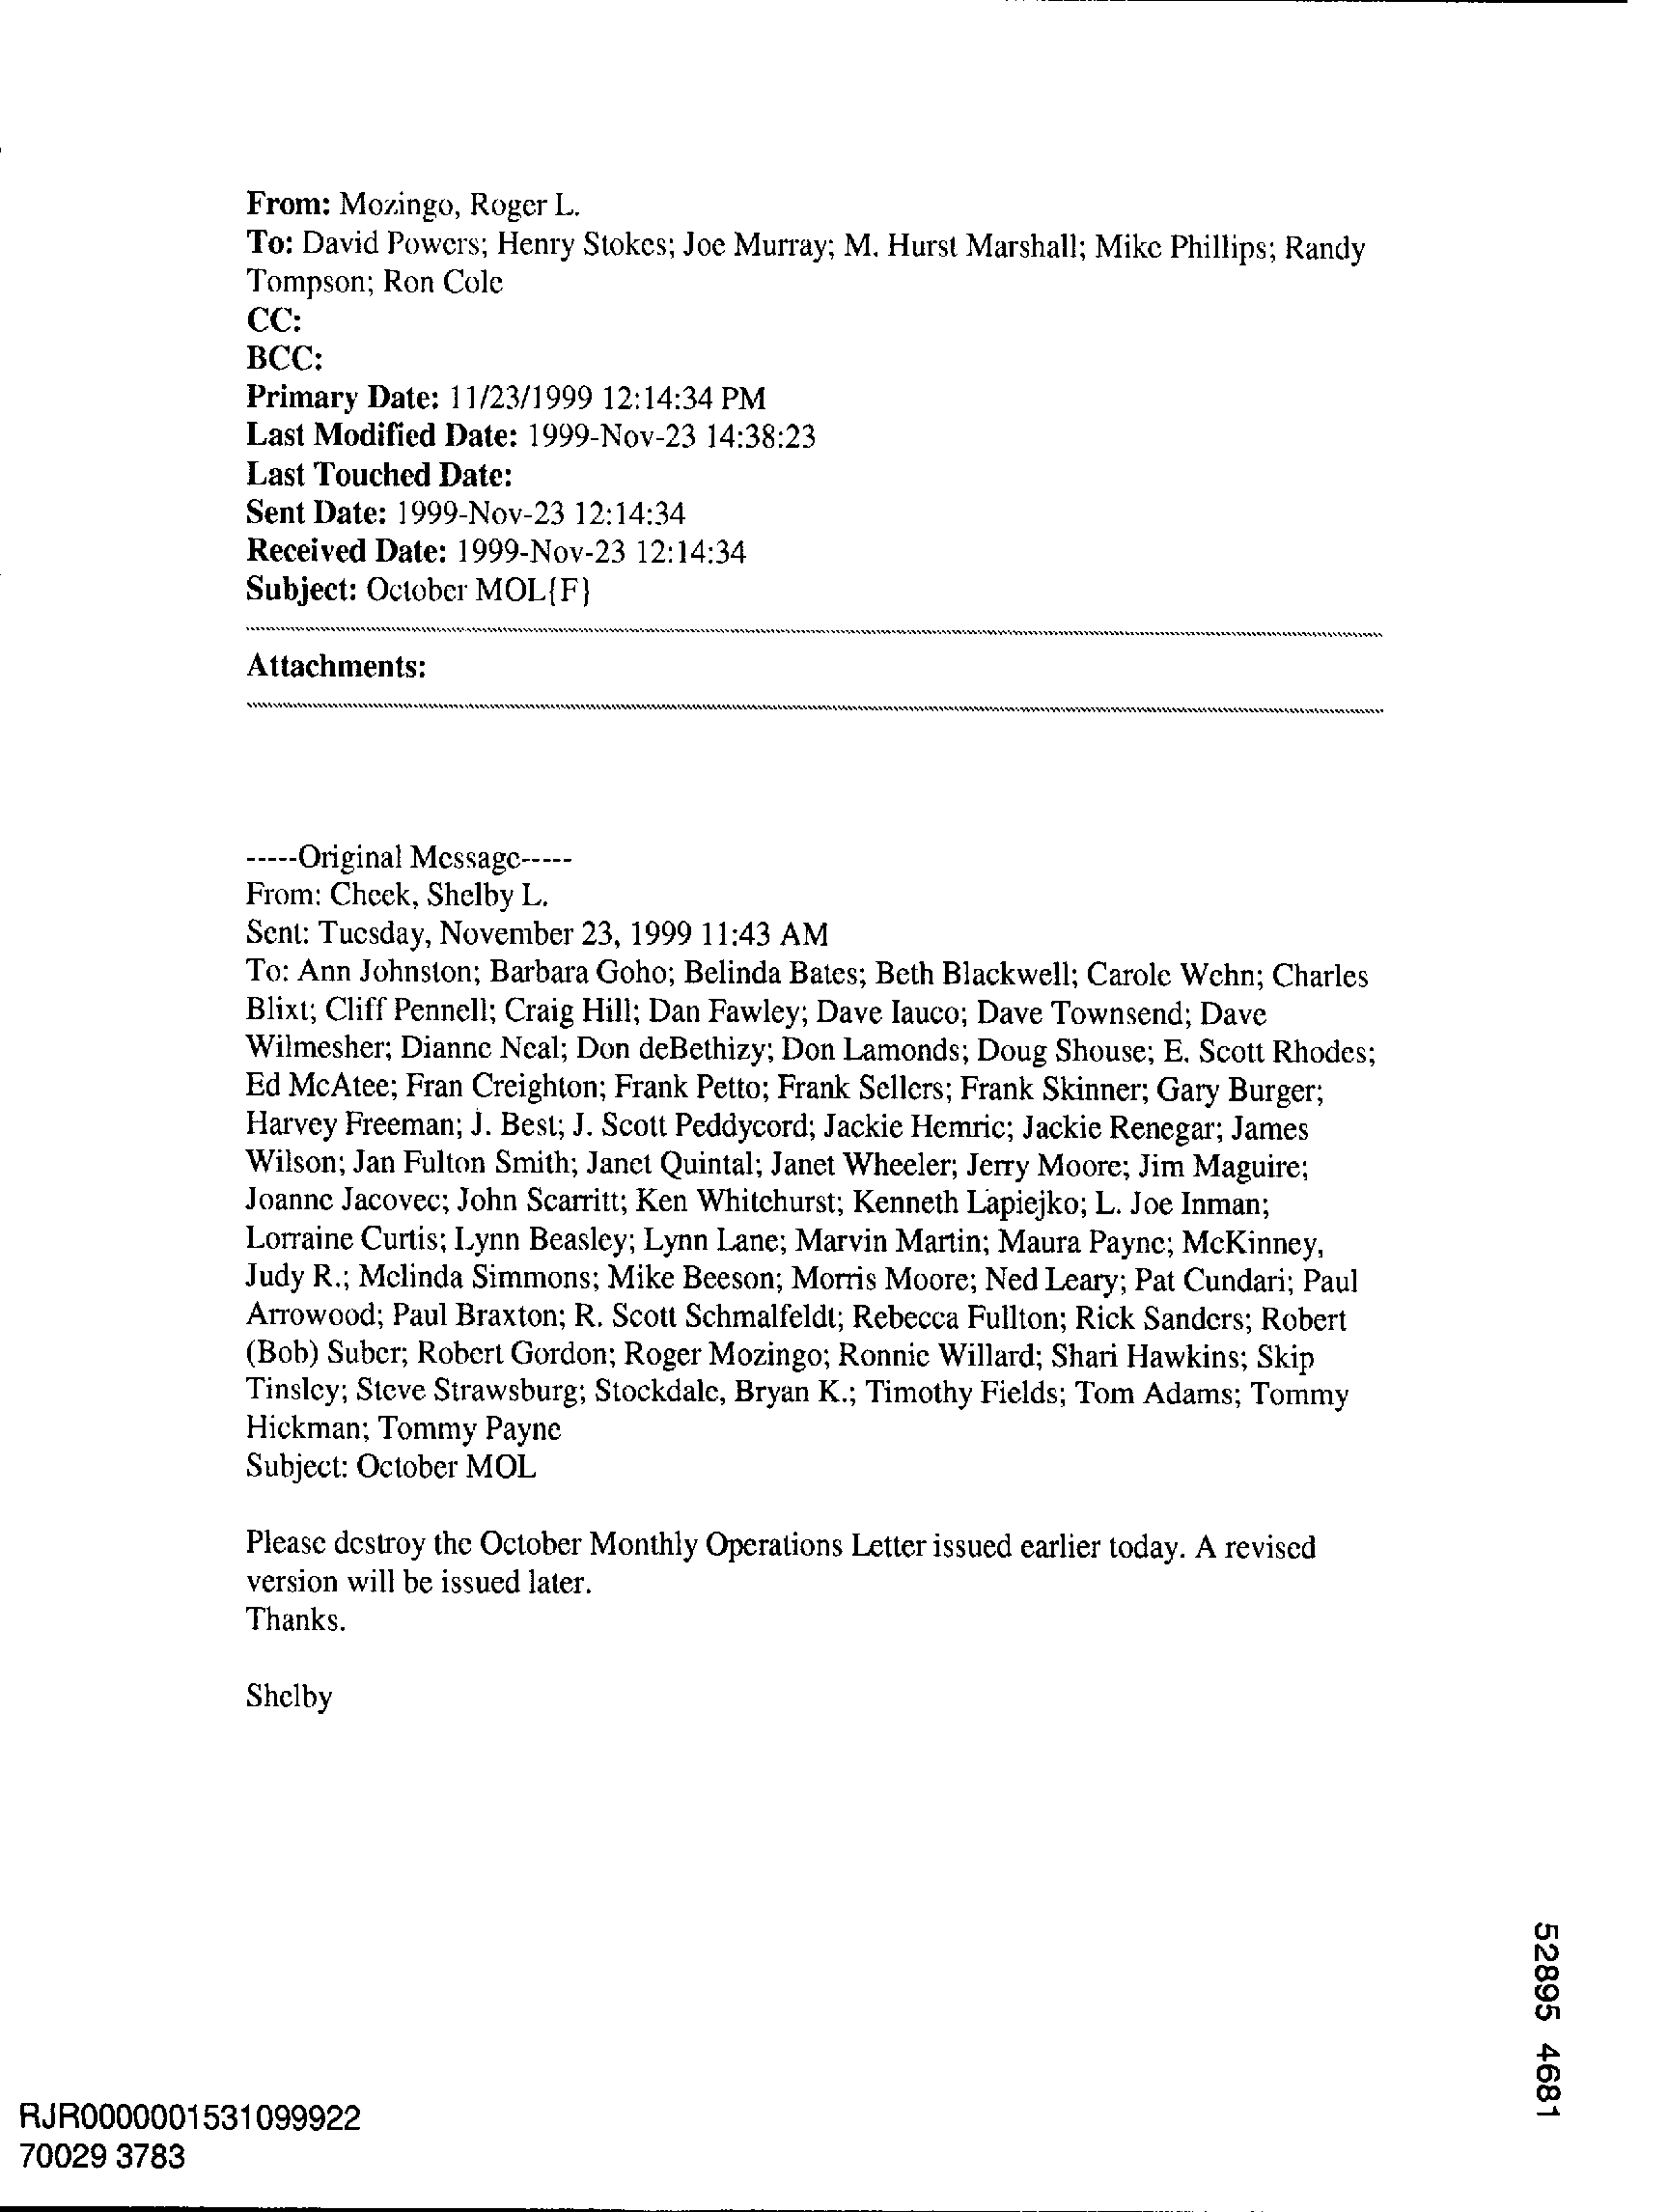 From: Mozingo, Roger L.
To: David Powers; Henry Stokes; Joe Murray; M. Hurst Marshall; Mike Phillips; Randy
Tompson; Ron Cole
CC:
BCC:
Primary Date: 11/23/1999 12:14:34 PM
Last Modified Date: 1999-Nov-23 14:38:23
Last Touched Date:
Sent Date: 1999-Nov-23 12:14:34
Received Date: 1999-Nov-23 12:14:34
Subject: October MOL{F}
Attachments:
-----Original Message-----
From: Cheek, Shelby L.
Sent: Tuesday, November 23, 1999 11:43 AM
To: Ann Johnston; Barbara Goho; Belinda Bates; Beth Blackwell; Carole Wehn; Charles
Blixt; Cliff Pennell; Craig Hill; Dan Fawley; Dave Iauco; Dave Townsend; Dave
Wilmesher; Dianne Neal; Don deBethizy; Don Lamonds; Doug Shouse; E. Scott Rhodes;
Ed McAtee; Fran Creighton; Frank Petto; Frank Sellers; Frank Skinner; Gary Burger;
Harvey Freeman; J. Best; J. Scott Peddycord; Jackie Hemric; Jackie Renegar; James
Wilson; Jan Fulton Smith; Janet Quintal; Janet Wheeler; Jerry Moore; Jim Maguire;
Joanne Jacovec; John Scarritt; Ken Whitehurst; Kenneth Lapiejko; L. Joe Inman;
Lorraine Curtis; Lynn Beasley; Lynn Lane; Marvin Martin; Maura Payne; McKinney,
Judy R.; Melinda Simmons; Mike Beeson; Morris Moore; Ned Leary; Pat Cundari; Paul
Arrowood; Paul Braxton; R. Scott Schmalfeldt; Rebecca Fullton; Rick Sanders; Robert
(Bob) Suber; Robert Gordon; Roger Mozingo; Ronnie Willard; Shari Hawkins; Skip
Tinsley; Steve Strawsburg; Stockdale, Bryan K.; Timothy Fields; Tom Adams; Tommy
Hickman; Tommy Payne
Subject: October MOL
Please destroy the October Monthly Operations Letter issued earlier today. A revised
version will be issued later.
Thanks.
Shelby
52895 4681
RJR0000001531099922
70029 3783